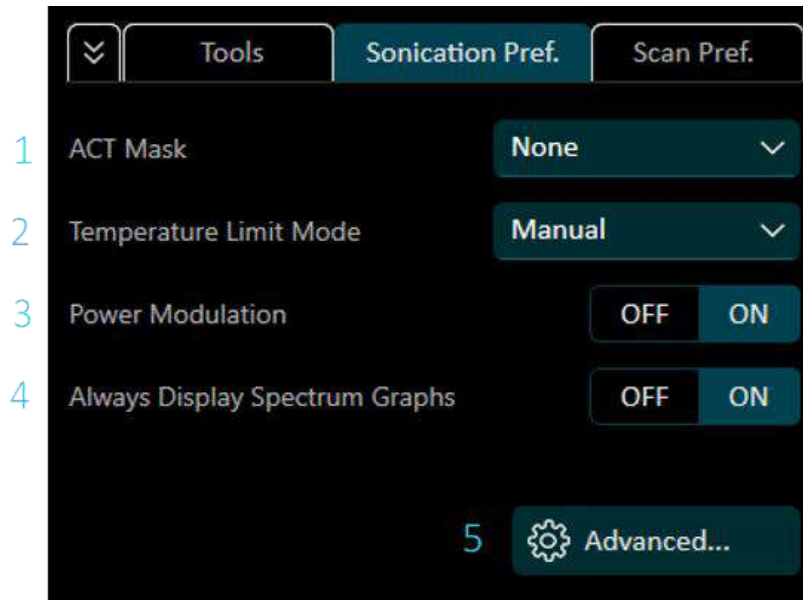 Tools Sonication Pref. Scan Pref.
1 ACT Mask None
2 Temperature Limit Mode Manual
3 Power Modulation OFF ON
4 Always Display Spectrum Graphs OFF ON
5 Advanced...